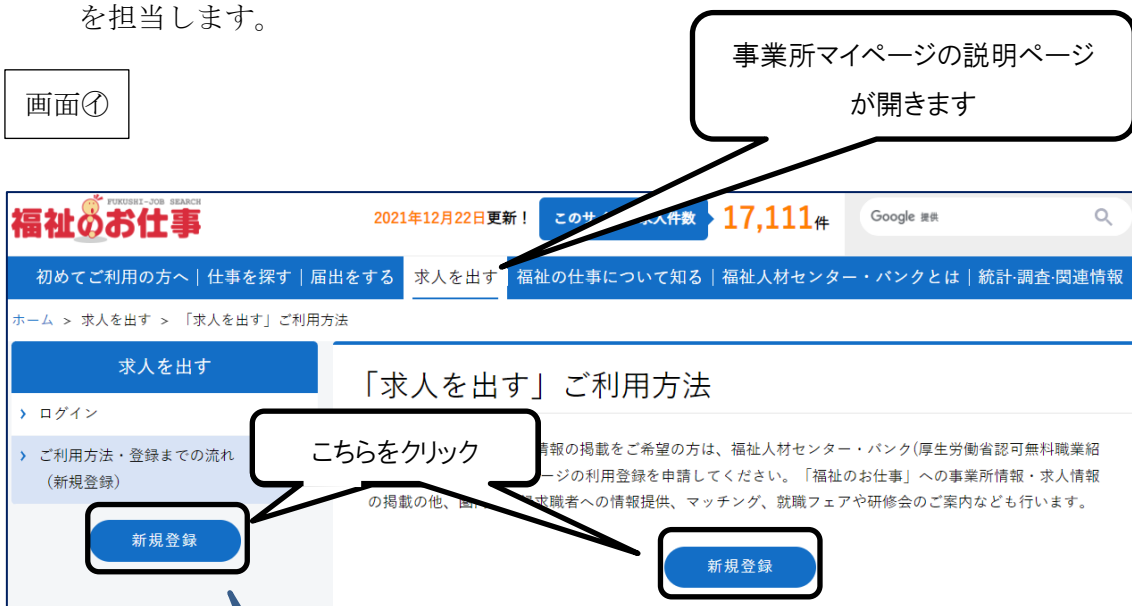 を担当します。
事業所マイページの説明ページ
が開きます
画面㋑
FUKUSHI-JOB SEARCH
福祉のお仕事
2021年12月22日更新！
このサ 求人件数
17,111件
Google 提供
初めてご利用の方へ | 仕事を探す | 届出をする 求人を出す 福祉の仕事について知る | 福祉人材センター・バンクとは | 統計・調査・関連情報
ホーム > 求人を出す > 「求人を出す」ご利用方法
求人を出す
ログイン
ご利用方法・登録までの流れ
（新規登録）
新規登録
こちらをクリック
「求人を出す」ご利用方法
情報の掲載をご希望の方は、福祉人材センター・バンク(厚生労働省認可無料職業紹
ージの利用登録を申請してください。「福祉のお仕事」への事業所情報・求人情報
の掲載の他、 求職者への情報提供、マッチング、就職フェアや研修会のご案内なども行います。
新規登録